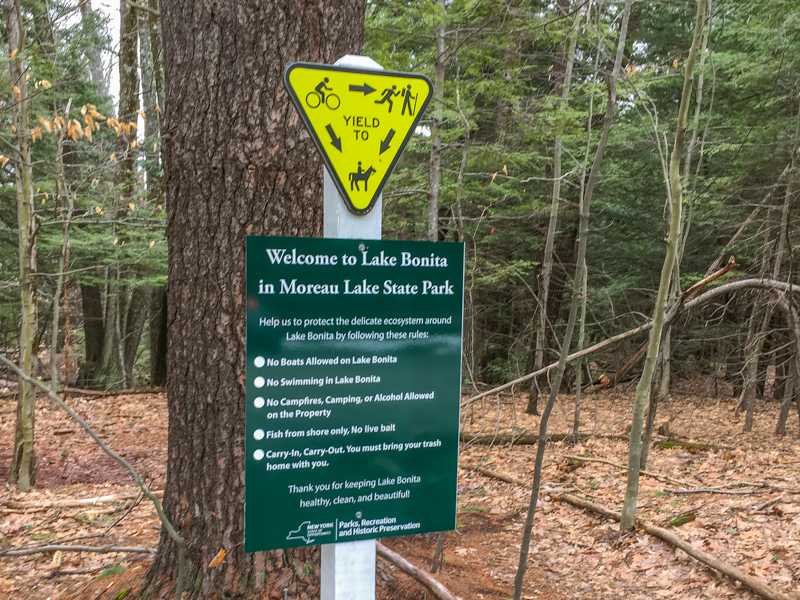 YIELD
TO
Welcome to Lake Bonita
in Moreau Lake State Park
Help us to protect the delicate ecosystem around
Lake Bonita by following these rules:
No Boats Allowed on Lake Bonita
No Swimming in Lake Bonita
No Campfires, Camping, or Alcohol Allowed
on the Property
Fish from shore only, No live bait
Carry-In, Carry-Out. You must bring your trash
home with you.
Thank you for keeping Lake Bonita
healthy, clean, and beautiful!
NEW YORK
STATE OF
OPPORTUNITY.
Parks, Recreation
and Historic Preservation